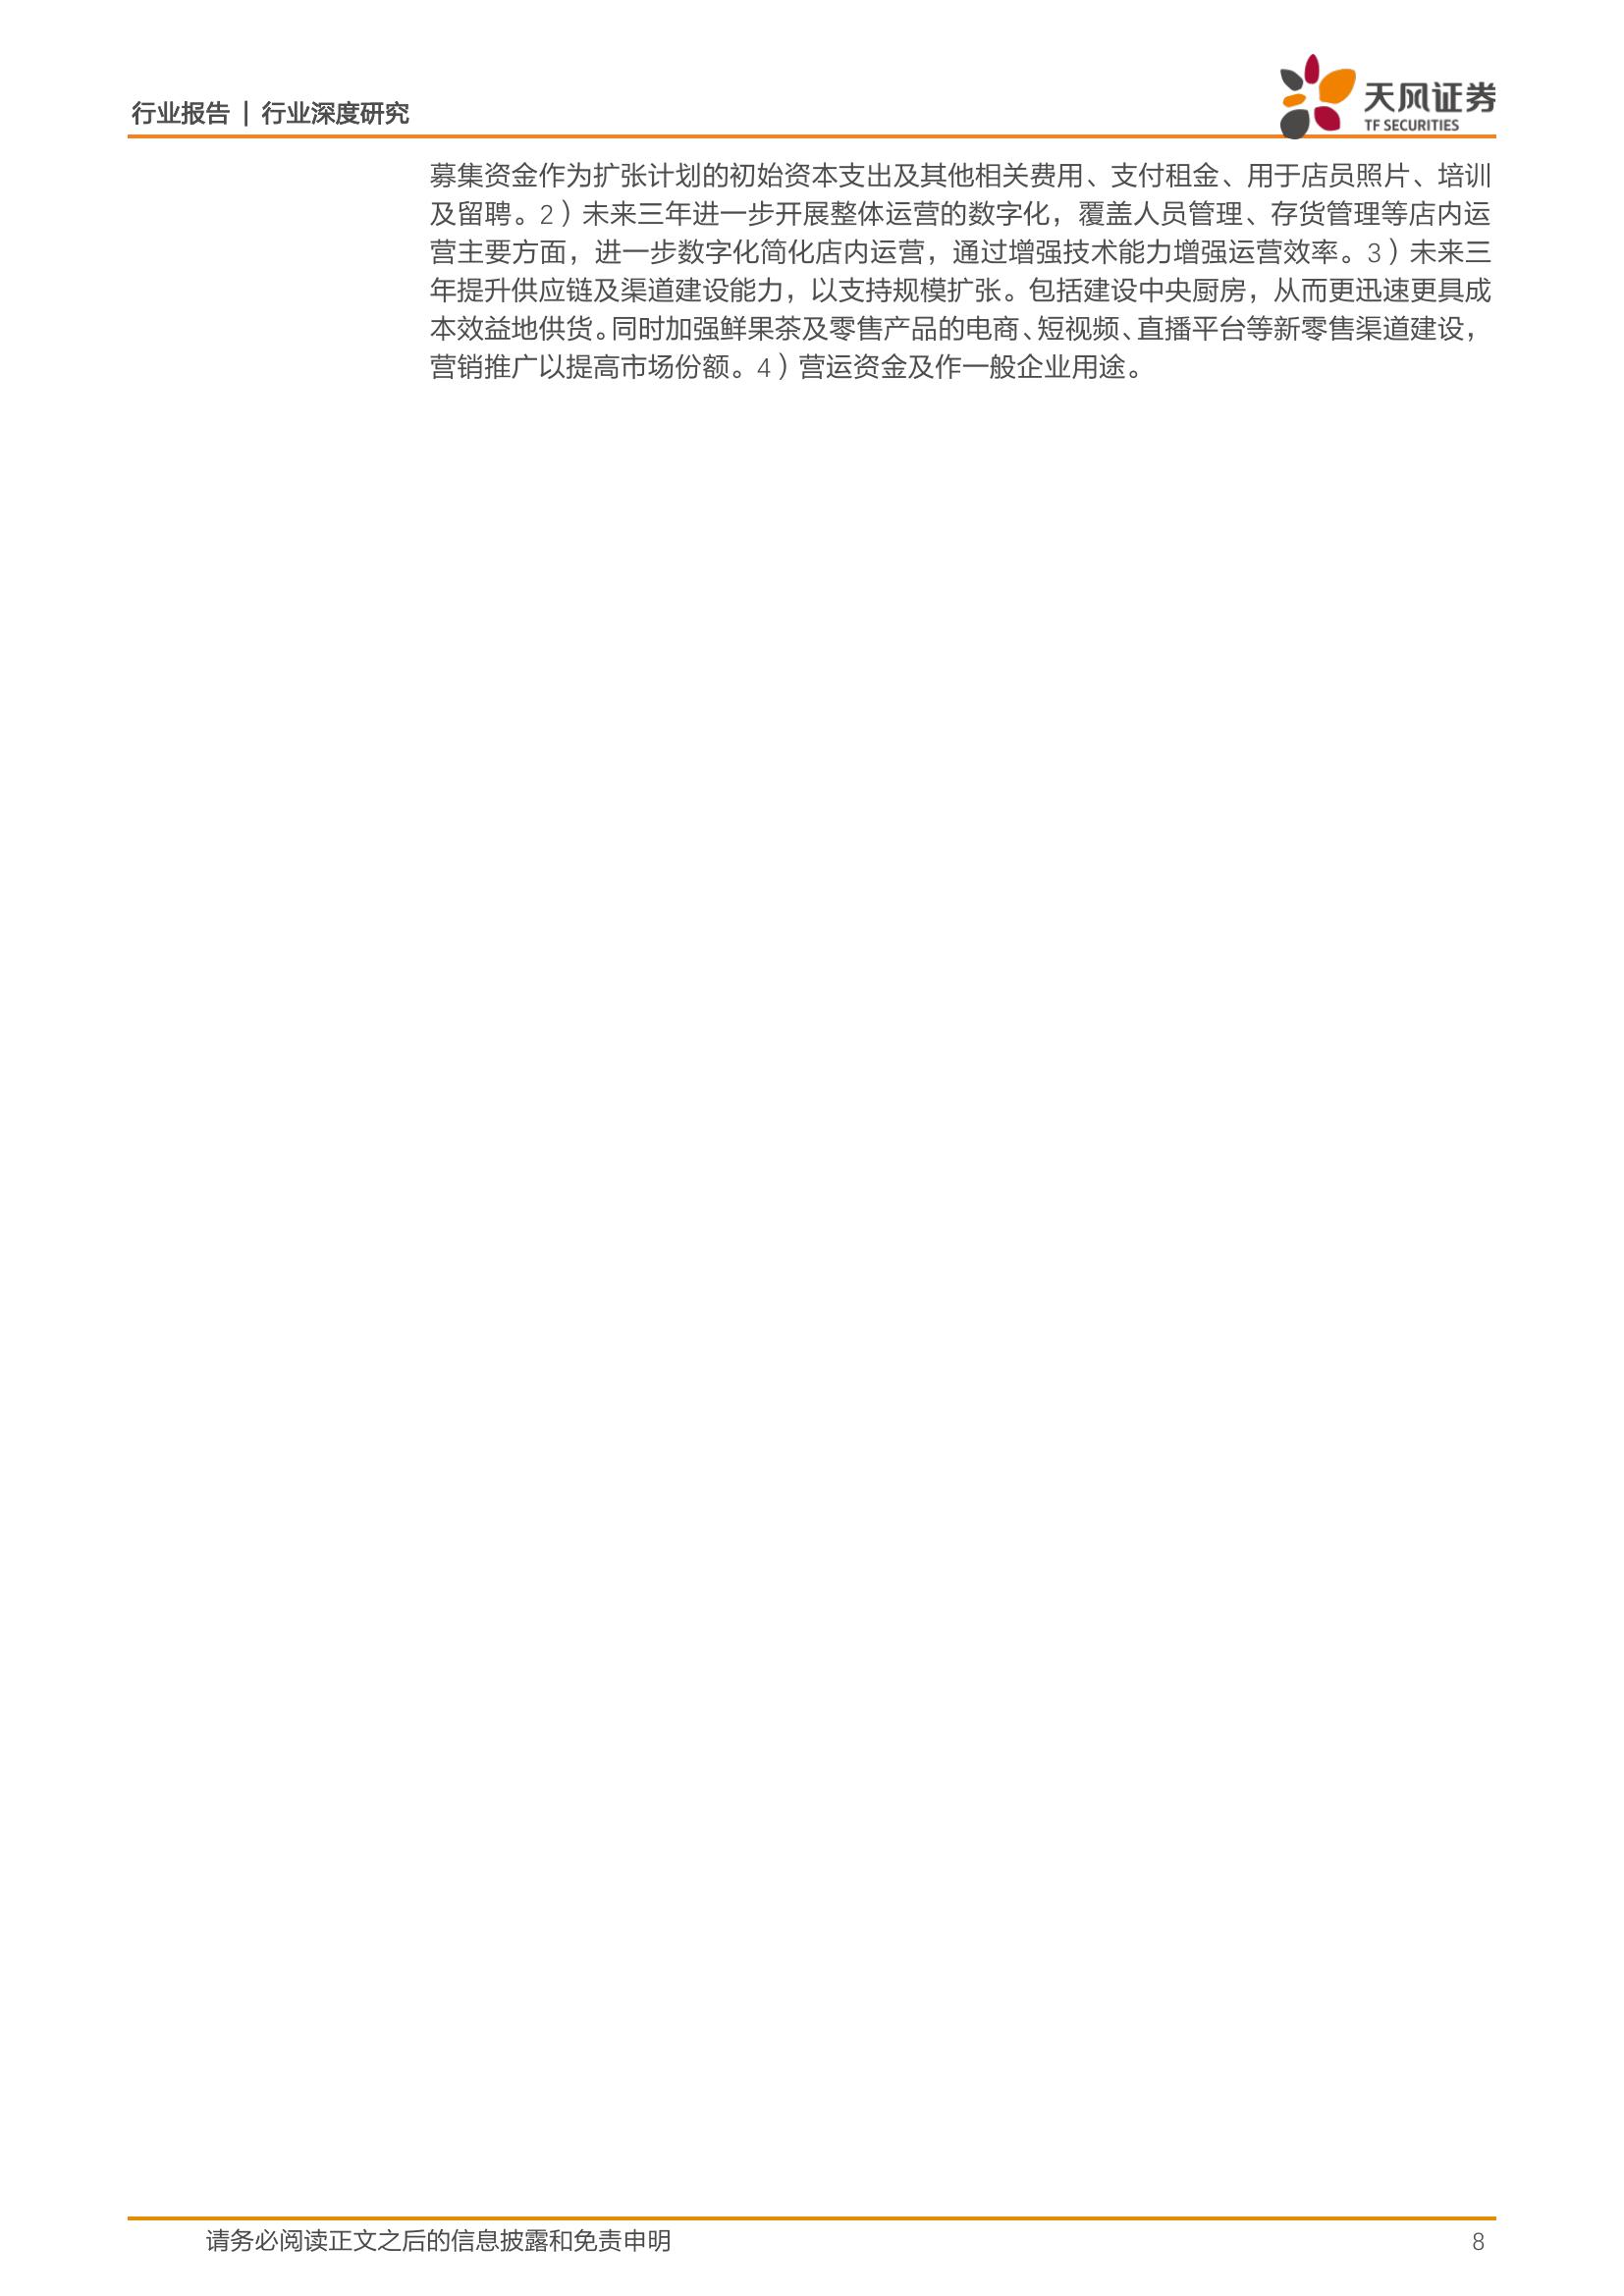 行业报告 | 行业深度研究
天风证券
TF SECURITIES
募集资金作为扩张计划的初始资本支出及其他相关费用、支付租金、用于店员照片、培训
及留聘。2）未来三年进一步开展整体运营的数字化，覆盖人员管理、存货管理等店内运
营主要方面，进一步数字化简化店内运营，通过增强技术能力增强运营效率。3）未来三
年提升供应链及渠道建设能力，以支持规模扩张。包括建设中央厨房，从而更迅速更具成
本效益地供货。同时加强鲜果茶及零售产品的电商、短视频、直播平台等新零售渠道建设，
营销推广以提高市场份额。4）营运资金及作一般企业用途。
请务必阅读正文之后的信息披露和免责申明
8